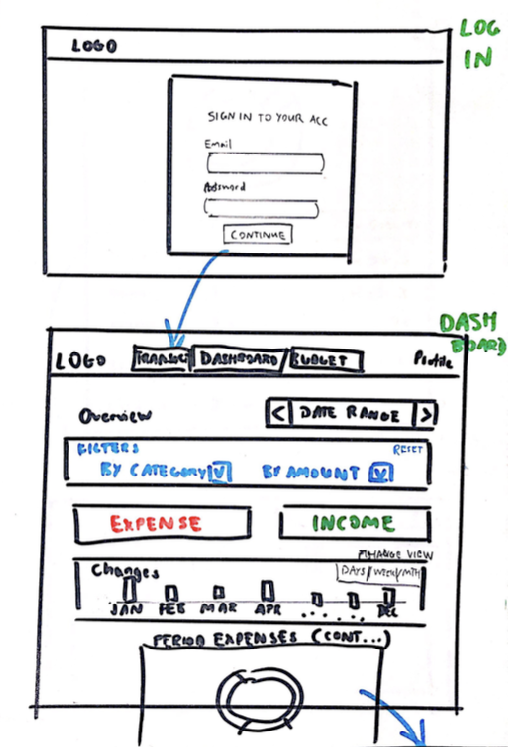 LOG
IN
LOGO
SIGN IN TO YOUR ACC
Email
Password
CONTINUE
DASH
BOARD
LOGO
TRANSC
DASHBOARD
BUDGET
Profile
Overview
< DATE RANGE >
FILTERS
RESET
BY CATEGORY
BY AMOUNT
EXPENSE
INCOME
CHANGE VIEW
Changes
DAYS/WEEK/MTH
JAN FEB MAR APR ..... DEC
PERIOD EXPENSES (CONT...)